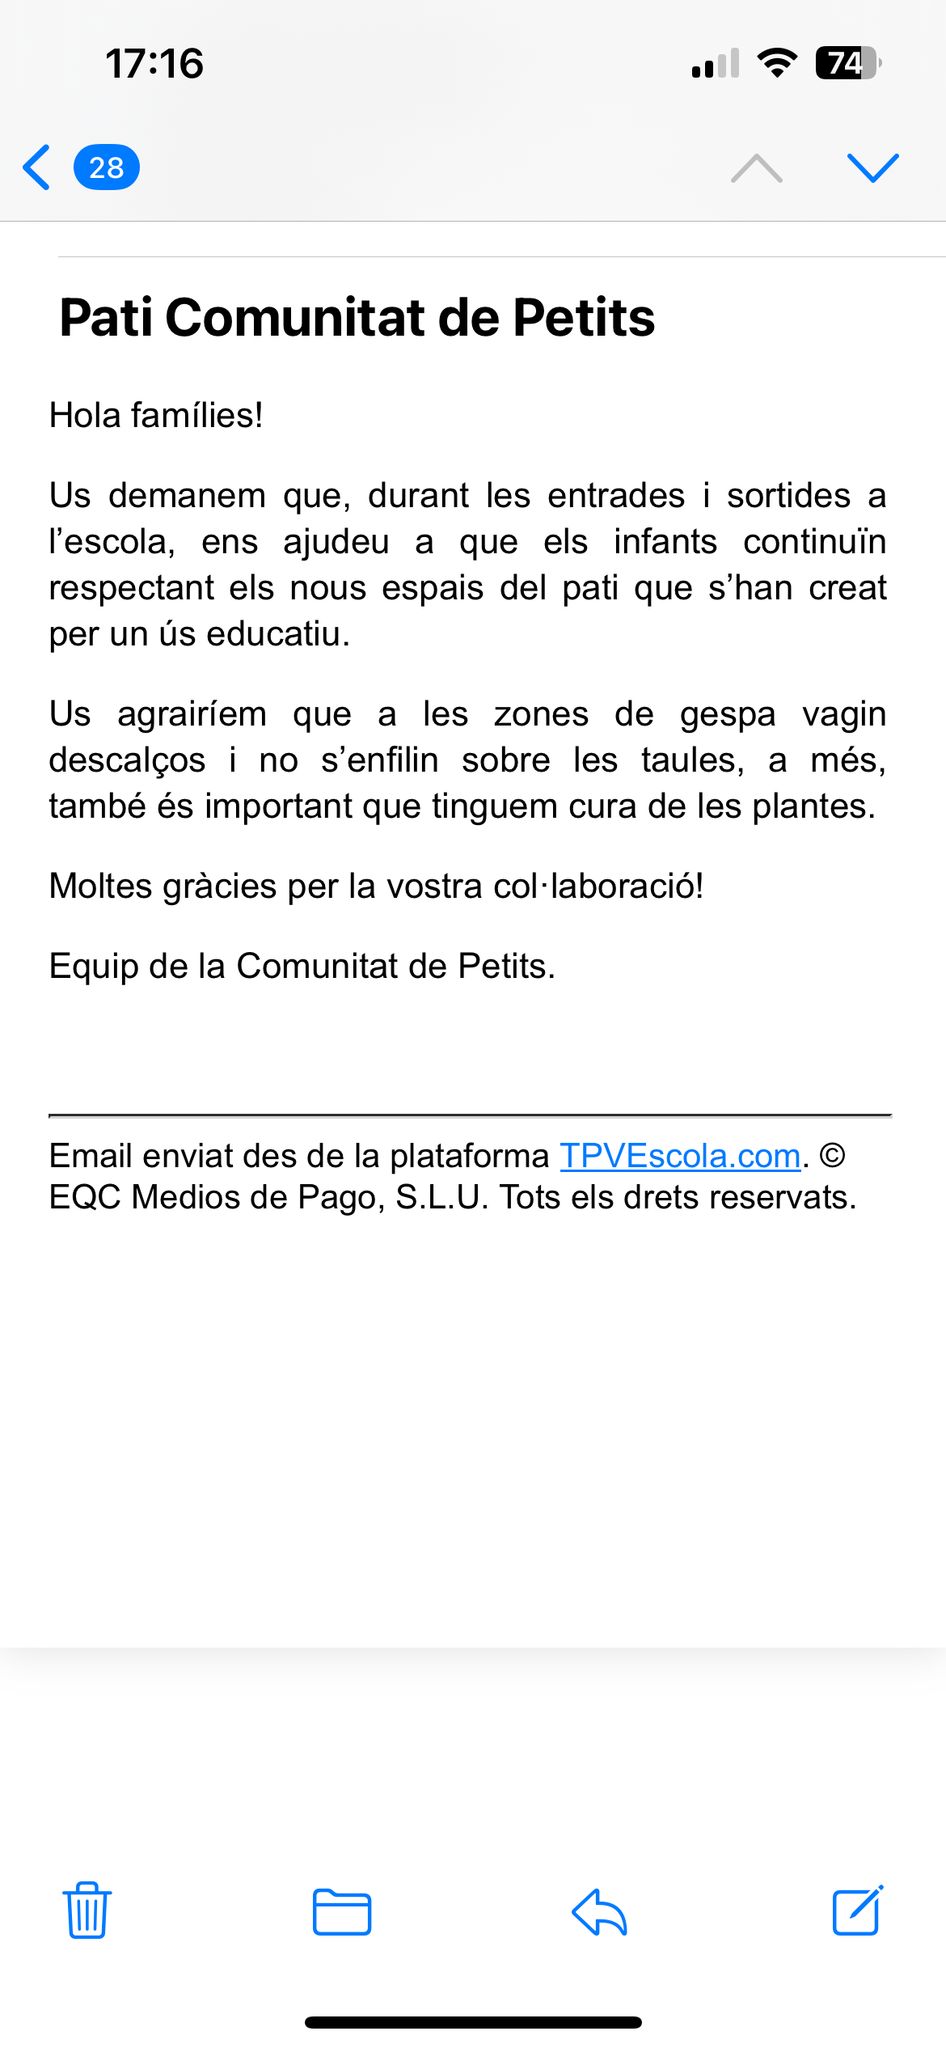 17:16
74
28
Pati Comunitat de Petits
Hola famílies!
Us demanem que, durant les entrades i sortides a
l’escola, ens ajudeu a que els infants continuïn
respectant els nous espais del pati que s’han creat
per un ús educatiu.
Us agrairíem que a les zones de gespa vagin
descalços i no s’enfilin sobre les taules, a més,
també és important que tinguem cura de les plantes.
Moltes gràcies per la vostra col·laboració!
Equip de la Comunitat de Petits.
Email enviat des de la plataforma TPVEscola.com. ©
EQC Medios de Pago, S.L.U. Tots els drets reservats.